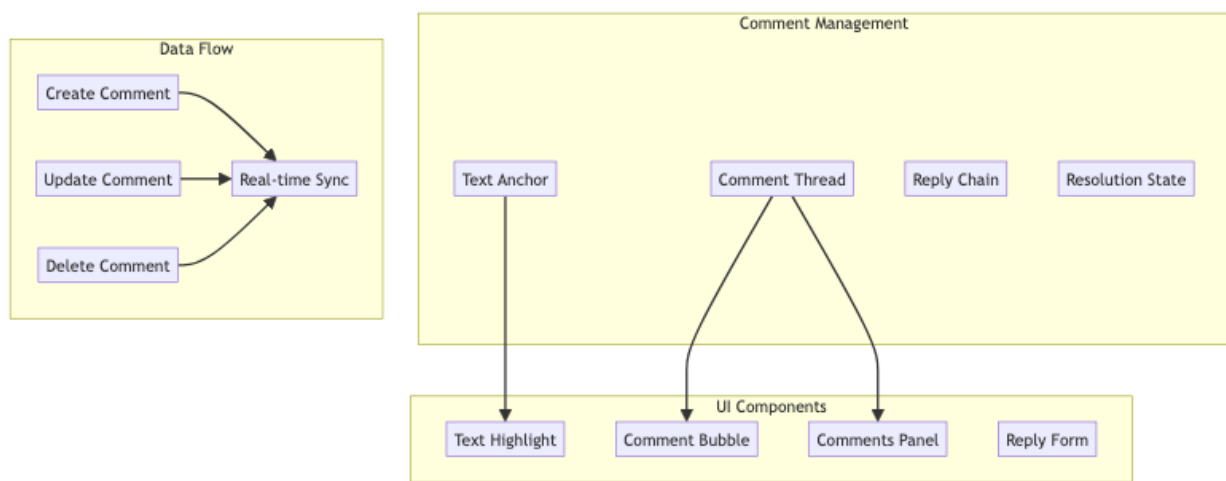 Data Flow
Create Comment
Update Comment
Real-time Sync
Delete Comment
Comment Management
Text Anchor
Comment Thread
Reply Chain
Resolution State
UI Components
Text Highlight
Comment Bubble
Comments Panel
Reply Form